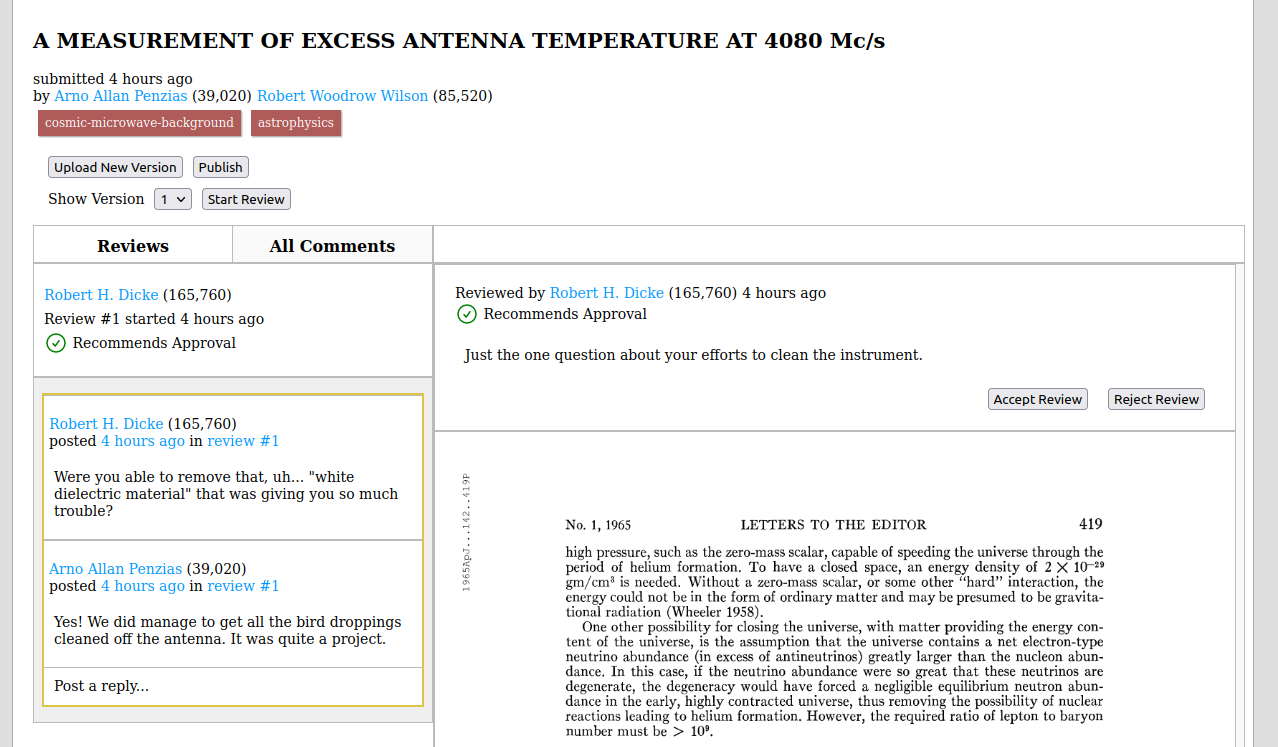 A MEASUREMENT OF EXCESS ANTENNA TEMPERATURE AT 4080 Mc/s
submitted 4 hours ago
by Arno Allan Penzias (39,020) Robert Woodrow Wilson (85,520)
cosmic-microwave-background astrophysics
Upload New Version Publish
Show Version 1 Start Review
Reviews All Comments
Robert H. Dicke (165,760)
Review #1 started 4 hours ago
Recommends Approval
Robert H. Dicke (165,760)
posted 4 hours ago in review #1
Were you able to remove that, uh... "white
dielectric material" that was giving you so much
trouble?
Arno Allan Penzias (39,020)
posted 4 hours ago in review #1
Yes! We did manage to get all the bird droppings
cleaned off the antenna. It was quite a project.
Post a reply...
Reviewed by Robert H. Dicke (165,760) 4 hours ago
Recommends Approval
Just the one question about your efforts to clean the instrument.
Accept Review Reject Review
1965ApJ...142..419P
No. 1, 1965 LETTERS TO THE EDITOR 419
high pressure, such as the zero-mass scalar, capable of speeding the universe through the
period of helium formation. To have a closed space, an energy density of 2 × 10⁻²⁹
gm/cm³ is needed. Without a zero-mass scalar, or some other “hard” interaction, the
energy could not be in the form of ordinary matter and may be presumed to be gravita-
tional radiation (Wheeler 1958).
One other possibility for closing the universe, with matter providing the energy con-
tent of the universe, is the assumption that the universe contains a net electron-type
neutrino abundance (in excess of antineutrinos) greatly larger than the nucleon abun-
dance. In this case, if the neutrino abundance were so great that these neutrinos are
degenerate, the degeneracy would have forced a negligible equilibrium neutron abun-
dance in the early, highly contracted universe, thus removing the possibility of nuclear
reactions leading to helium formation. However, the required ratio of lepton to baryon
number must be > 10⁹.